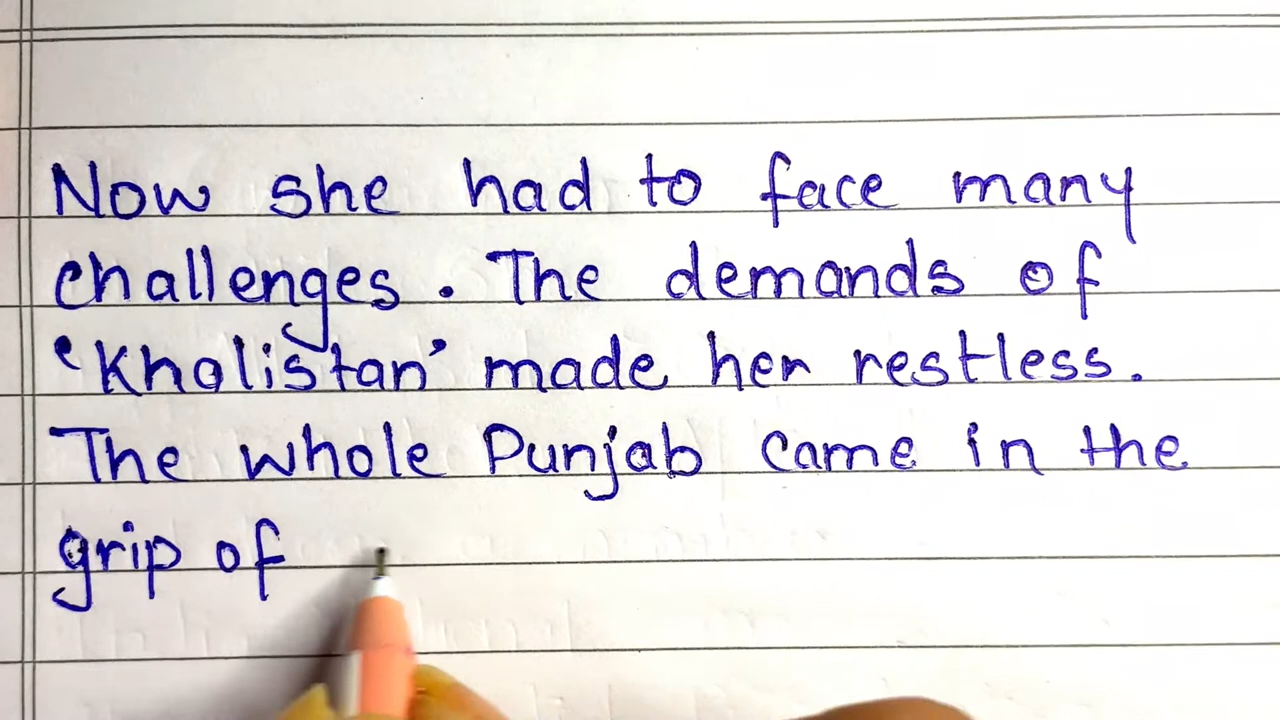 Now she had to face many
challenges. The demands of
'Khalistan' made her restless.
The whole Punjab came in the
grip of